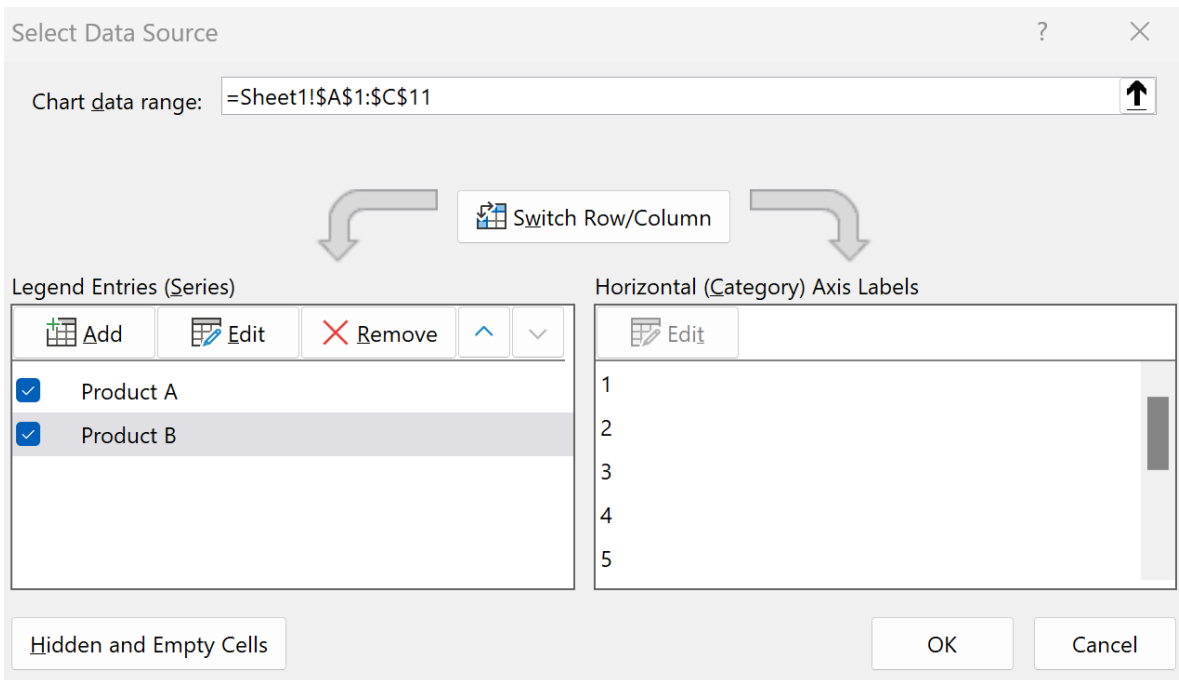 Select Data Source ?
Chart data range: =Sheet1!$A$1:$C$11
Switch Row/Column
Legend Entries (Series)
Add Edit Remove
Product A
Product B
Horizontal (Category) Axis Labels
Edit
1
2
3
4
5
Hidden and Empty Cells OK Cancel